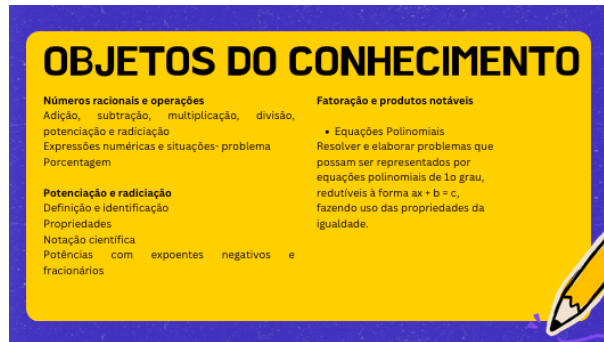 OBJETOS DO CONHECIMENTO
Números racionais e operações
Adição, subtração, multiplicação, divisão,
potenciação e radiciação
Expressões numéricas e situações- problema
Porcentagem
Potenciação e radiciação
Definição e identificação
Propriedades
Notação científica
Potências com expoentes negativos e
fracionários
Fatoração e produtos notáveis
• Equações Polinomiais
Resolver e elaborar problemas que
possam ser representados por
equações polinomiais de 1o grau,
redutíveis à forma ax + b = c,
fazendo uso das propriedades da
igualdade.